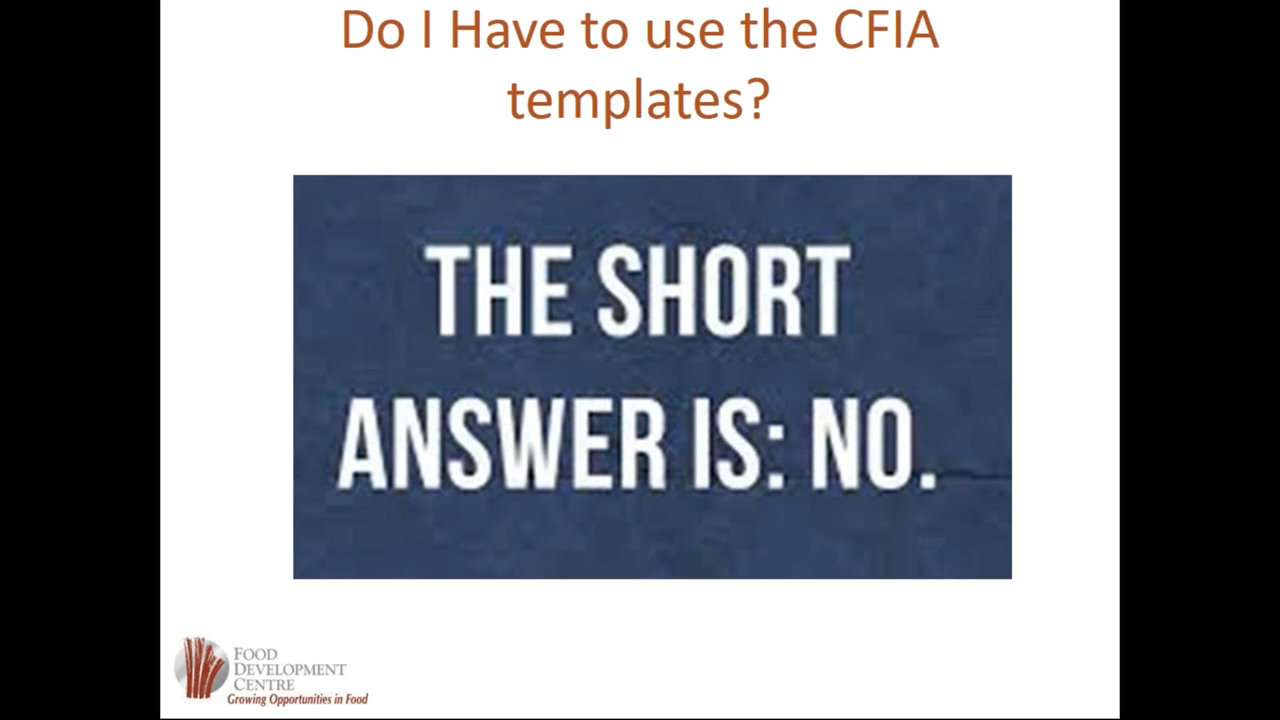 Do I Have to use the CFIA
templates?
THE SHORT
ANSWER IS: NO.
FOOD
DEVELOPMENT
CENTRE
Growing Opportunities in Food